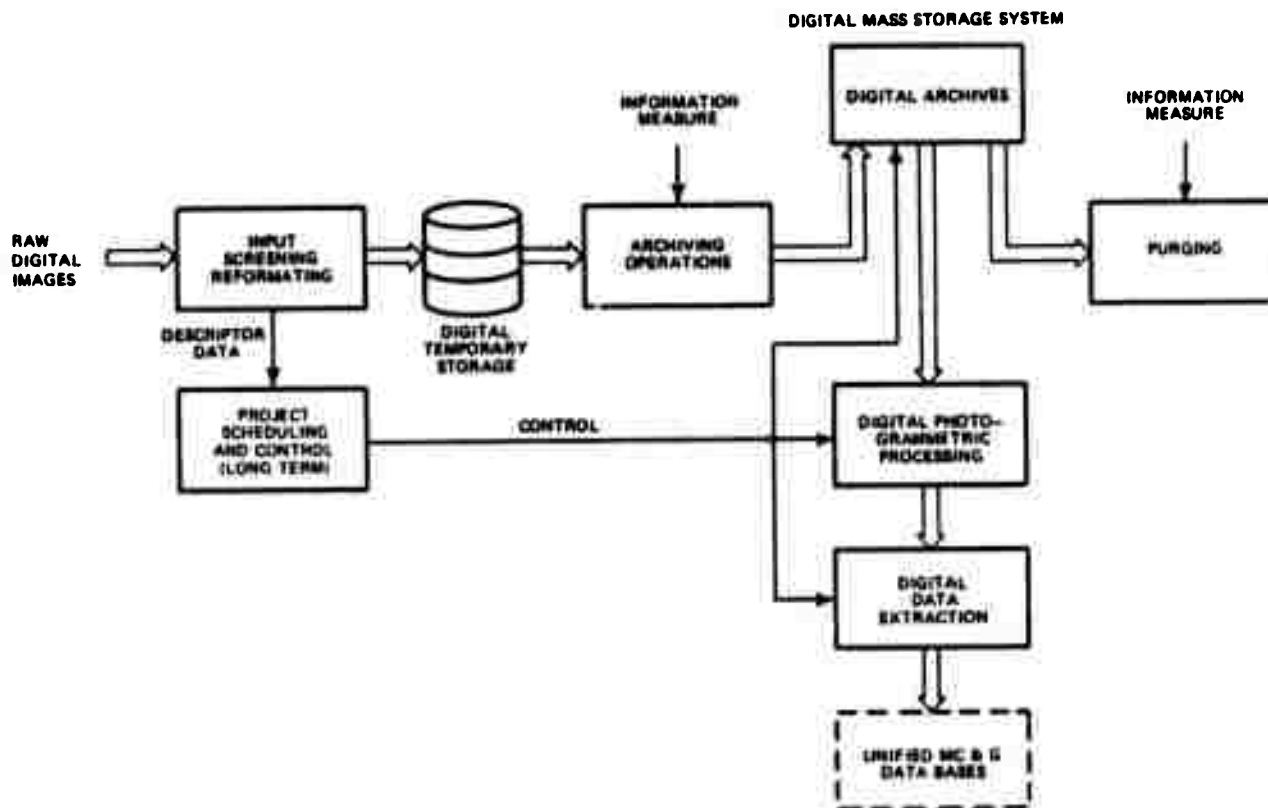 DIGITAL MASS STORAGE SYSTEM
DIGITAL ARCHIVES
INFORMATION
MEASURE
INFORMATION
MEASURE
RAW
DIGITAL
IMAGES
INPUT
SCREENING
REFORMATING
ARCHIVING
OPERATIONS
PURGING
DESCRIPTOR
DATA
DIGITAL
TEMPORARY
STORAGE
PROJECT
SCHEDULING
AND CONTROL
(LONG TERM)
CONTROL
DIGITAL PHOTO-
GRAMMETRIC
PROCESSING
DIGITAL
DATA
EXTRACTION
UNIFIED MC & G
DATA BASES